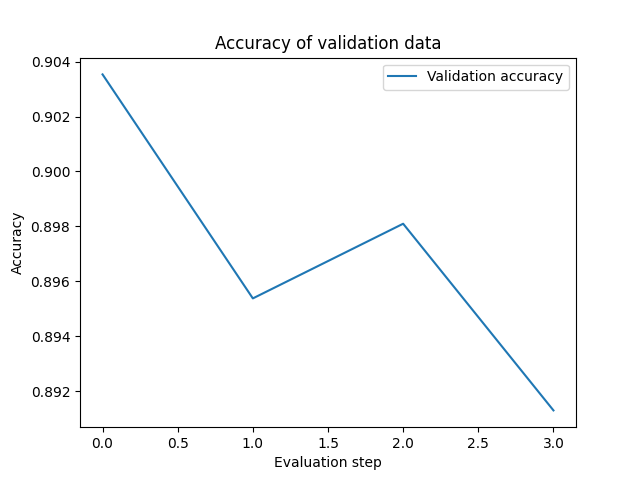 Accuracy of validation data
Validation accuracy
0.904
0.902
0.900
0.898
0.896
0.894
0.892
Accuracy
0.0 0.5 1.0 1.5 2.0 2.5 3.0
Evaluation step